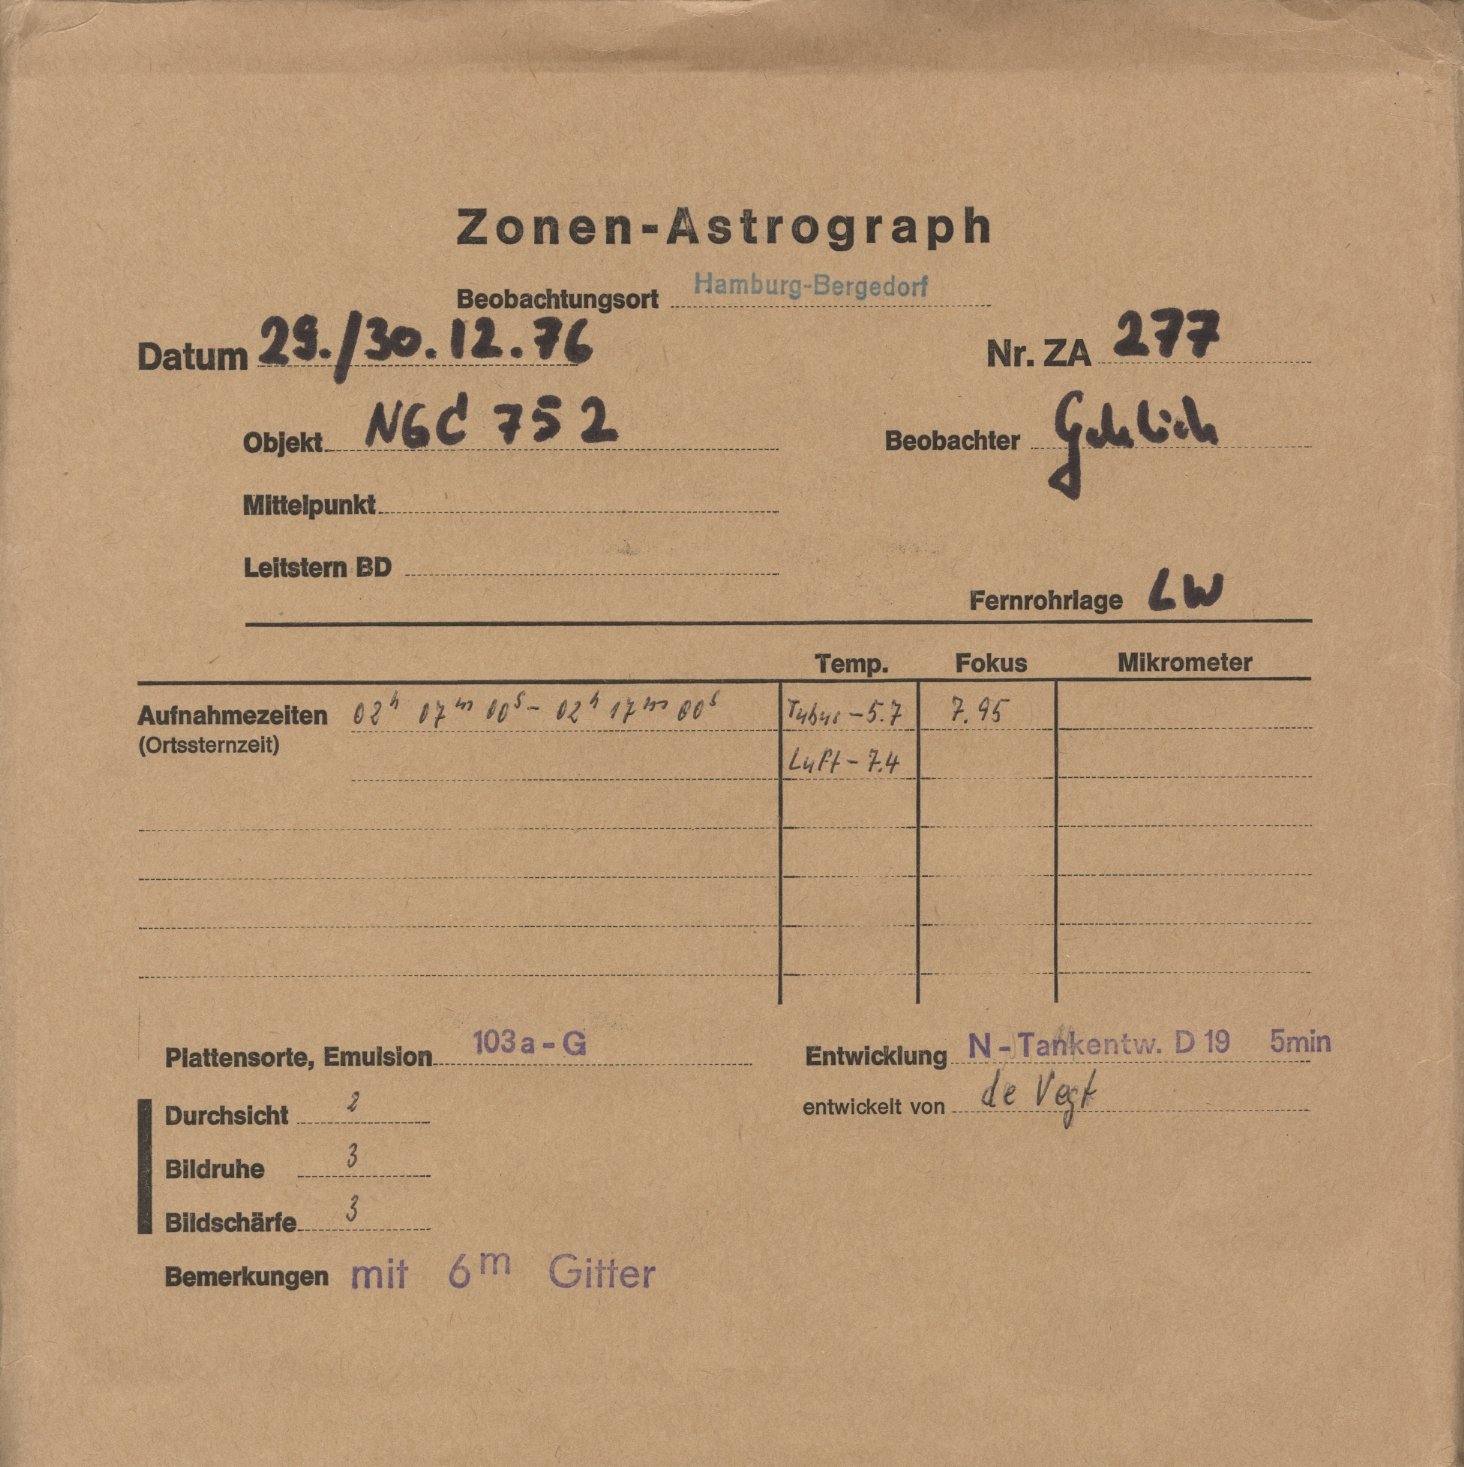 Zonen-Astrograph
Beobachtungsort Hamburg-Bergedorf
Datum 29./30.12.76 Nr. ZA 277
Objekt NGC 752 Beobachter
Mittelpunkt
Leitstern BD
Fernrohrlage LW
Temp. Fokus Mikrometer
Aufnahmezeiten 02h 07m 00s - 02h 17m 00s Tubus -5.7 7.95
(Ortssternzeit)
Luft -7.4
Plattensorte, Emulsion 103a-G Entwicklung N-Tankentw. D 19 5min
Durchsicht 2 entwickelt von de Vegt
Bildruhe 3
Bildschärfe 3
Bemerkungen mit 6m Gitter